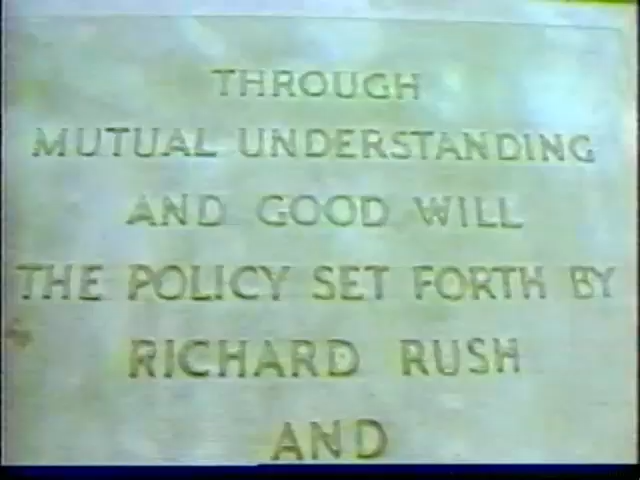 THROUGH
MUTUAL UNDERSTANDING
AND GOOD WILL
THE POLICY SET FORTH BY
RICHARD RUSH
AND